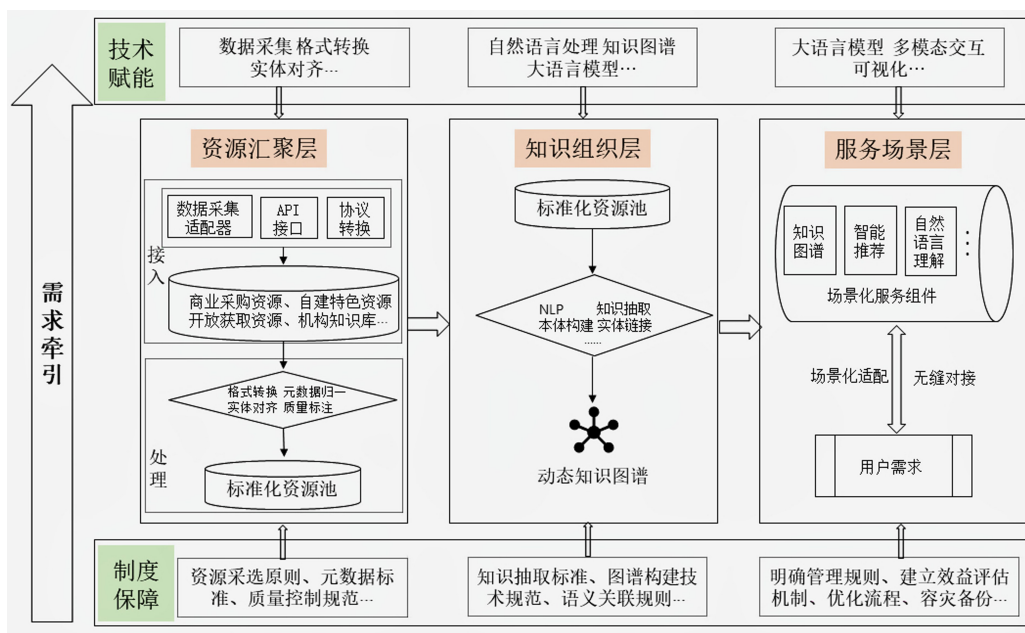 技术
赋能
数据采集 格式转换
实体对齐…
自然语言处理 知识图谱
大语言模型…
大语言模型 多模态交互
可视化…
需求牵引
资源汇聚层
接入
数据采集
适配器
API
接口
协议
转换
商业采购资源、自建特色资源
开放获取资源、机构知识库…
处理
格式转换 元数据归一
实体对齐 质量标注
标准化资源池
知识组织层
标准化资源池
NLP 知识抽取
本体构建 实体链接
......
动态知识图谱
服务场景层
知识
图谱
智能
推荐
自然
语言
理解
⋮
场景化服务组件
场景化适配
无缝对接
用户需求
制度
保障
资源采选原则、元数据标
准、质量控制规范…
知识抽取标准、图谱构建技
术规范、语义关联规则…
明确管理规则、建立效益评估
机制、优化流程、容灾备份…